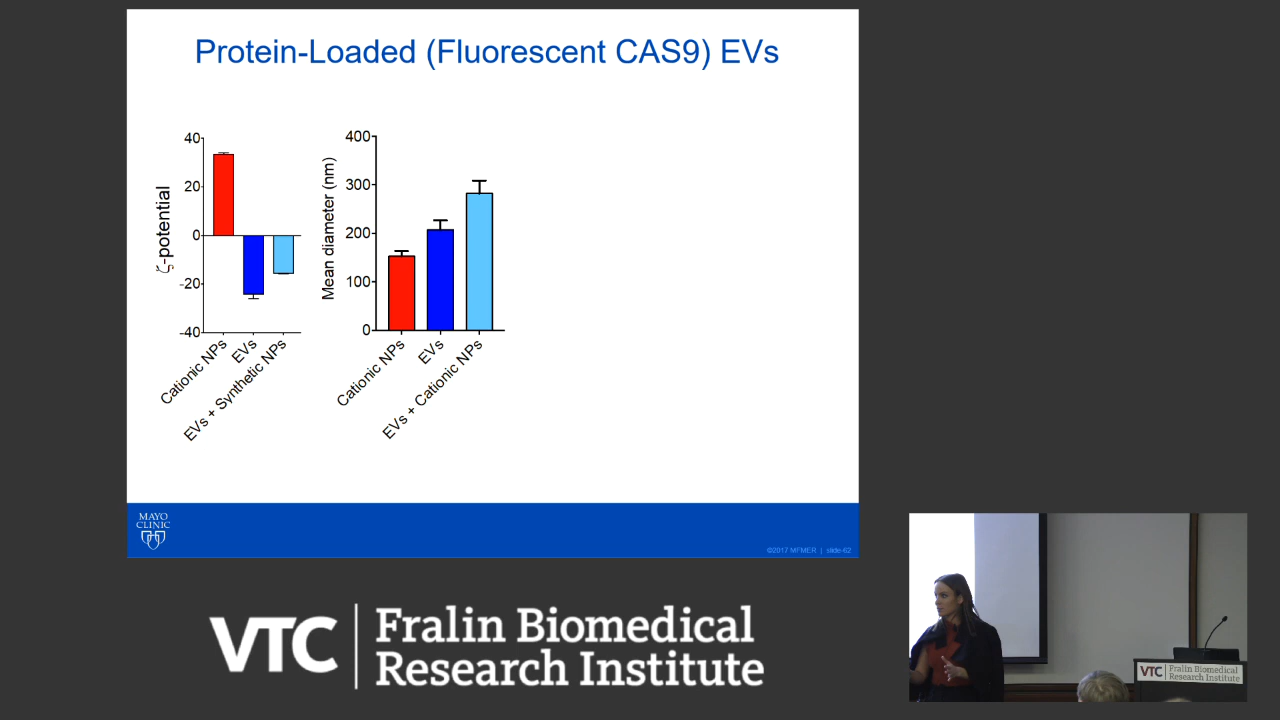 Protein-Loaded (Fluorescent CAS9) EVs
40
20
0
-20
-40
ζ-potential
Cationic NPs
EVs
EVs + Synthetic NPs
400
300
200
100
0
Mean diameter (nm)
Cationic NPs
EVs
EVs + Cationic NPs
MAYO
CLINIC
©2017 MFMER | slide-62
VTC
Fralin Biomedical
Research Institute
VTC
Fralin Biomedical
Research Institute